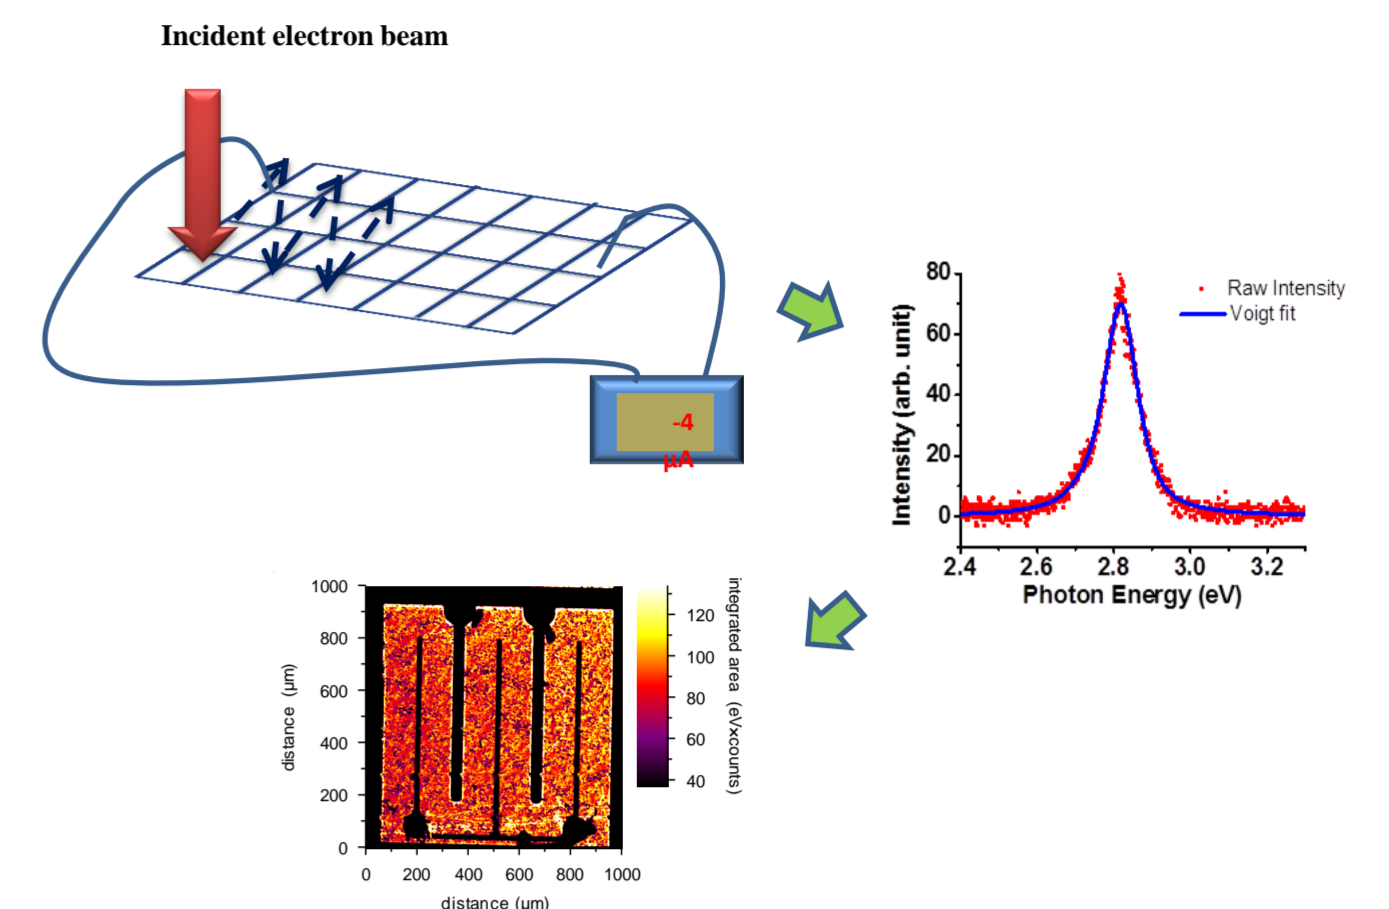 Incident electron beam
-4
μA
80
60
40
20
0
Intensity (arb. unit)
Raw Intensity
Voigt fit
2.4 2.6 2.8 3.0 3.2
Photon Energy (eV)
1000
800
600
400
200
0
distance (μm)
0 200 400 600 800 1000
distance (μm)
120
100
80
60
40
integrated area (eV×counts)